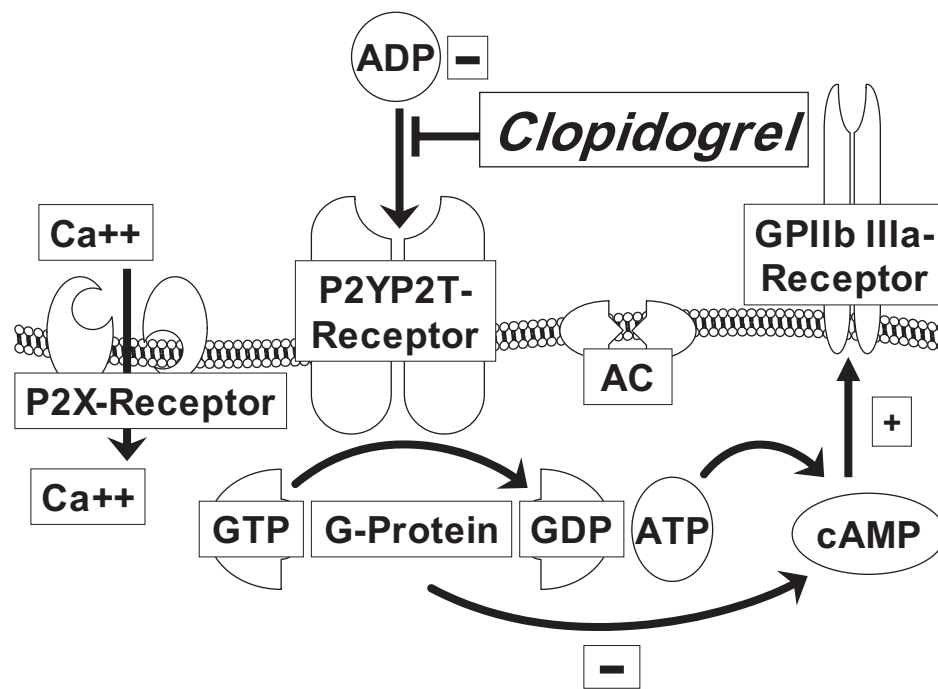 ADP
−
Clopidogrel
Ca++
GPIIb IIIa-
Receptor
P2YP2T-
Receptor
AC
P2X-Receptor
+
Ca++
GTP
G-Protein
GDP
ATP
cAMP
−